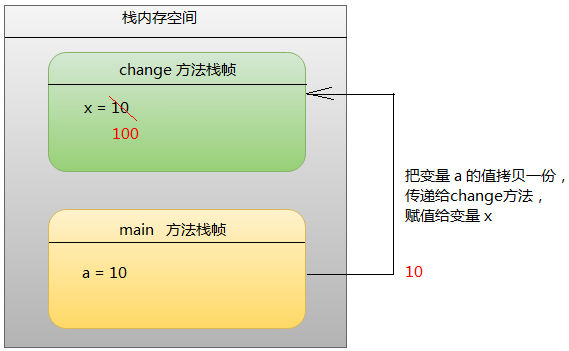 栈内存空间
change 方法栈帧
x = 10
100
main 方法栈帧
a = 10
把变量 a 的值拷贝一份，
传递给change方法，
赋值给变量 x
10